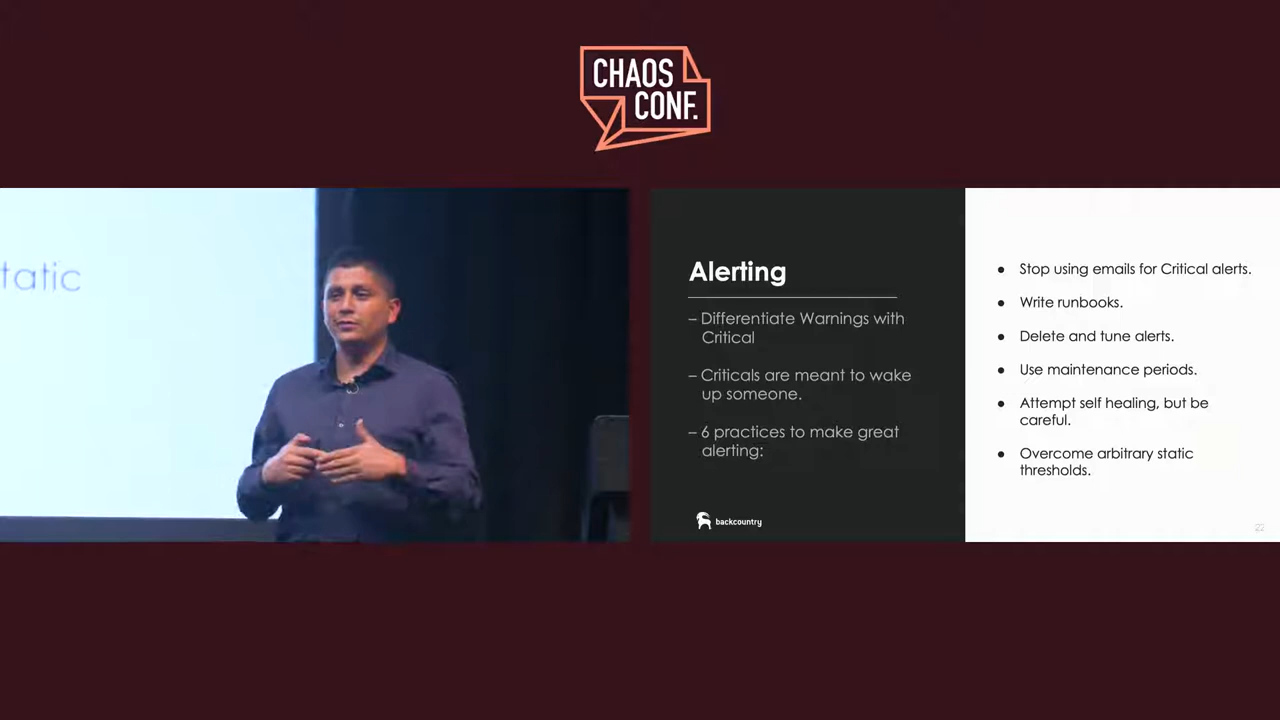 CHAOS
CONF.
tatic
Alerting
– Differentiate Warnings with
Critical
– Criticals are meant to wake
up someone.
– 6 practices to make great
alerting:
backcountry
● Stop using emails for Critical alerts.
● Write runbooks.
● Delete and tune alerts.
● Use maintenance periods.
● Attempt self healing, but be
careful.
● Overcome arbitrary static
thresholds.
22